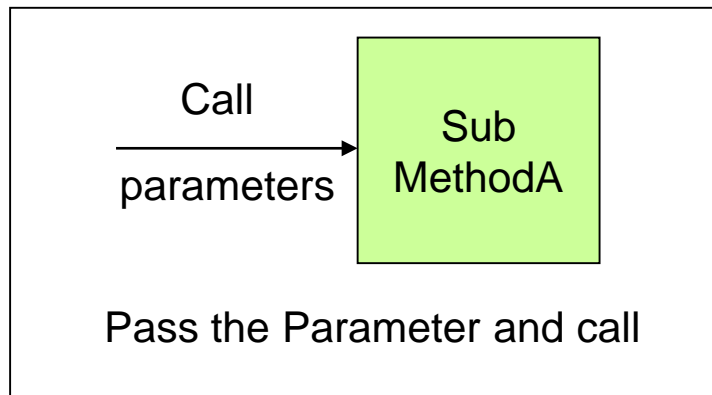 Call
parameters
Sub
MethodA
Pass the Parameter and call